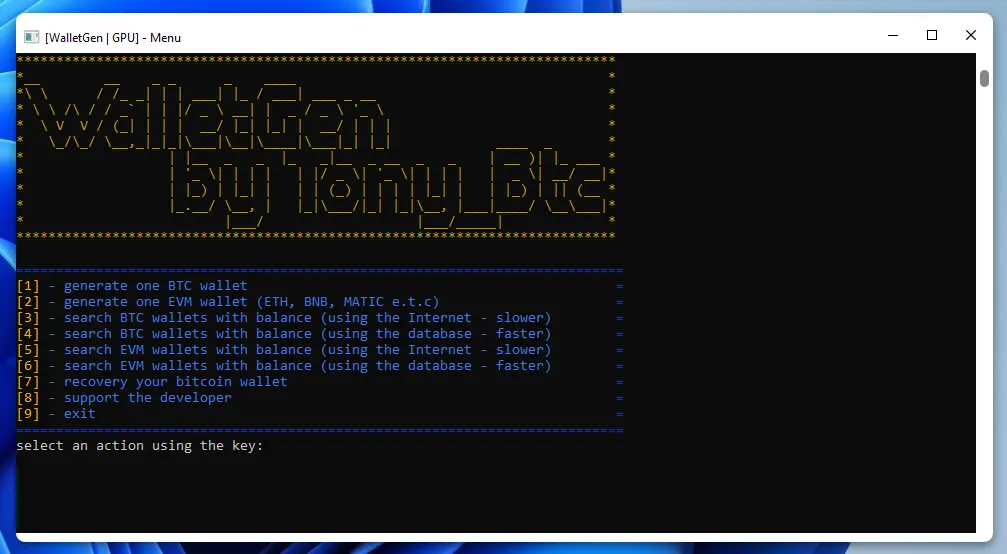 [WalletGen | GPU] - Menu
WalletGen
by Tony_Btc
[1] - generate one BTC wallet =
[2] - generate one EVM wallet (ETH, BNB, MATIC e.t.c) =
[3] - search BTC wallets with balance (using the Internet - slower) =
[4] - search BTC wallets with balance (using the database - faster) =
[5] - search EVM wallets with balance (using the Internet - slower) =
[6] - search EVM wallets with balance (using the database - faster) =
[7] - recovery your bitcoin wallet =
[8] - support the developer =
[9] - exit =
select an action using the key: